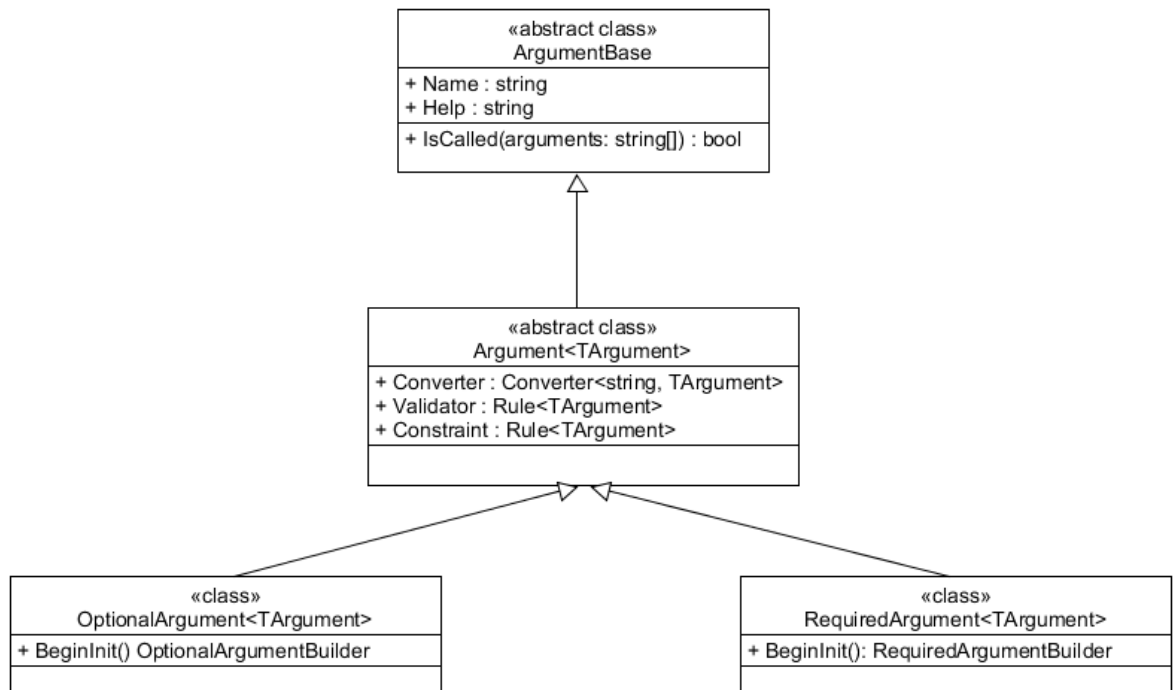 «abstract class»
ArgumentBase
+ Name : string
+ Help : string
+ IsCalled(arguments: string[]) : bool
«abstract class»
Argument<TArgument>
+ Converter : Converter<string, TArgument>
+ Validator : Rule<TArgument>
+ Constraint : Rule<TArgument>
«class»
OptionalArgument<TArgument>
+ BeginInit() OptionalArgumentBuilder
«class»
RequiredArgument<TArgument>
+ BeginInit(): RequiredArgumentBuilder